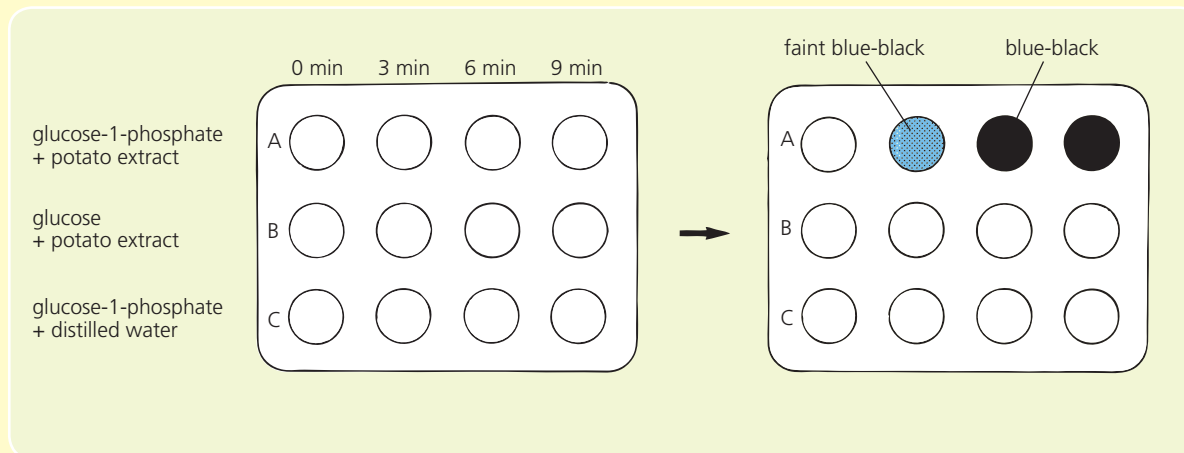 faint blue-black
blue-black
0 min 3 min 6 min 9 min
glucose-1-phosphate
+ potato extract
A
A
glucose
+ potato extract
B
B
glucose-1-phosphate
+ distilled water
C
C